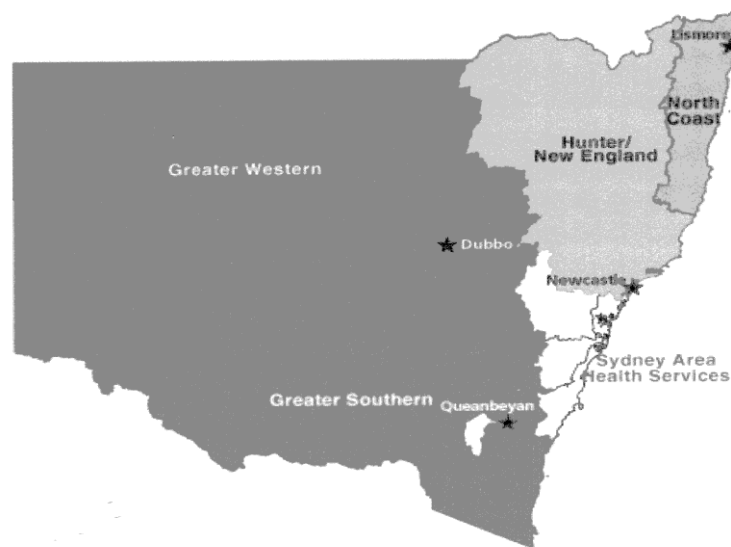 Lismore
North
Coast
Hunter/
New England
Greater Western
Dubbo
Newcastle
Sydney Area
Health Services
Greater Southern
Queanbeyan